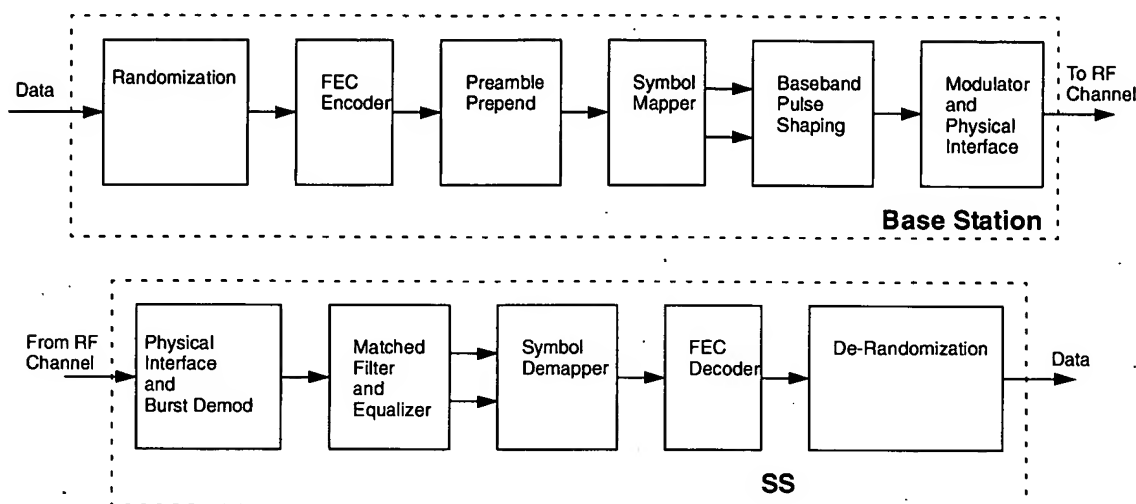 Data
Randomization
FEC
Encoder
Preamble
Prepend
Symbol
Mapper
Baseband
Pulse
Shaping
Modulator
and
Physical
Interface
To RF
Channel
Base Station
From RF
Channel
Physical
Interface
and
Burst Demod
Matched
Filter
and
Equalizer
Symbol
Demapper
FEC
Decoder
De-Randomization
Data
SS